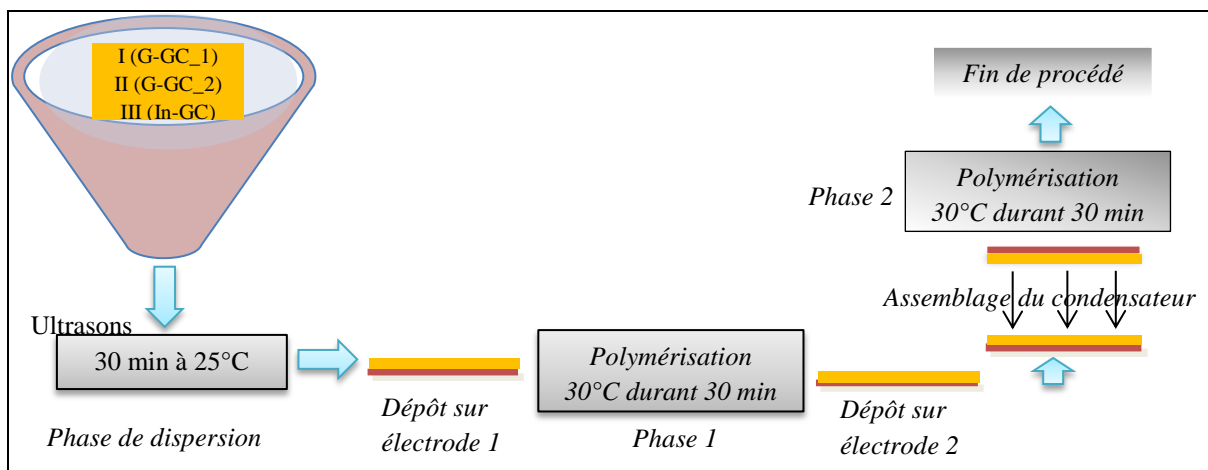 I (G-GC_1)
II (G-GC_2)
III (In-GC)
Ultrasons
30 min à 25°C
Phase de dispersion
Dépôt sur
électrode 1
Polymérisation
30°C durant 30 min
Phase 1
Dépôt sur
électrode 2
Assemblage du condensateur
Phase 2
Polymérisation
30°C durant 30 min
Fin de procédé